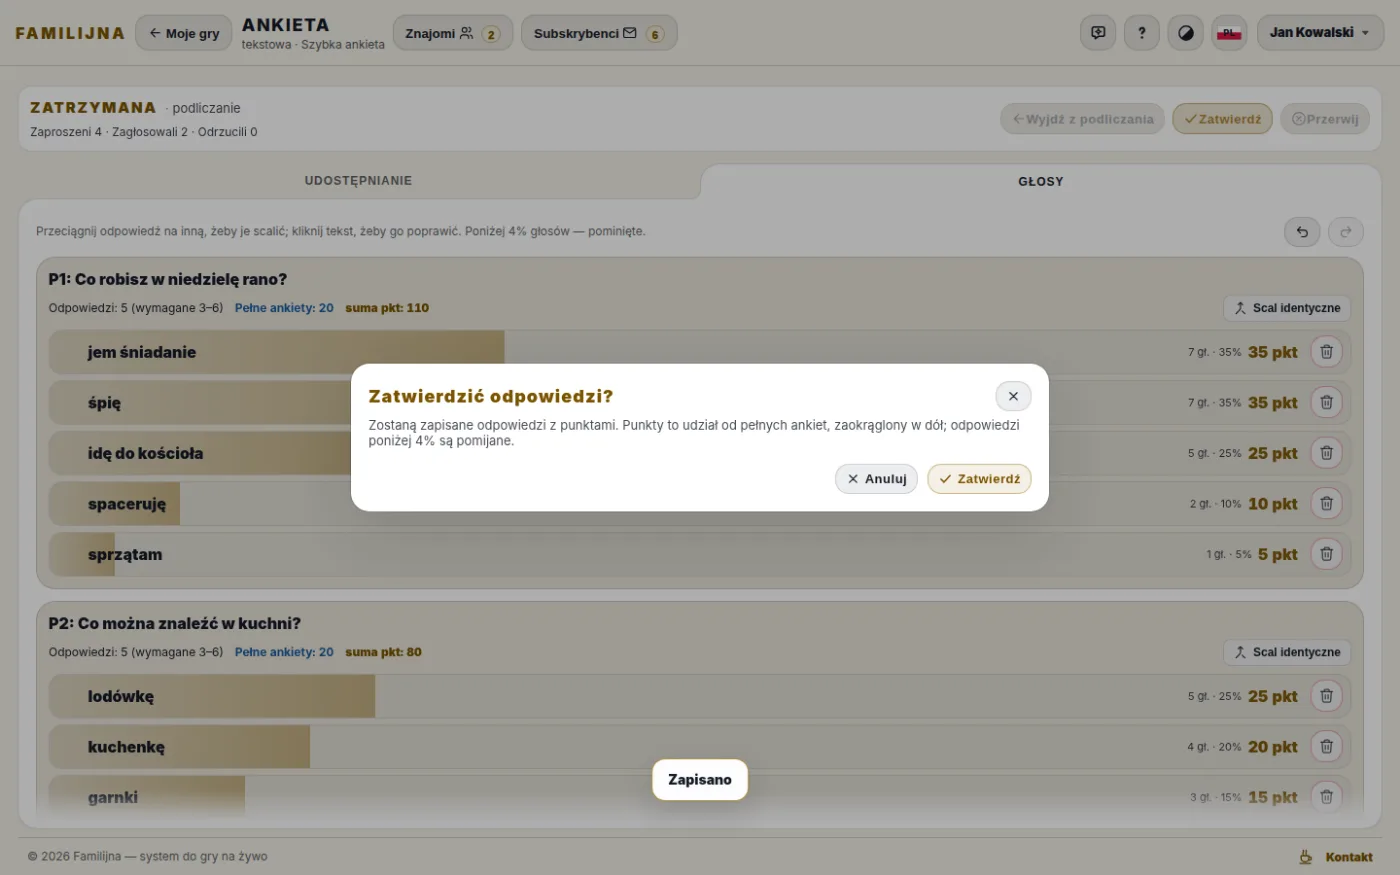 FAMILIJNA
Moje gry
ANKIETA
tekstowa · Szybka ankieta
Znajomi 2
Subskrybenci 6
?
PL
Jan Kowalski
ZATRZYMANA · podliczanie
Zaproszeni 4 · Zagłosowali 2 · Odrzucili 0
Wyjdź z podliczania
Zatwierdź
Przerwij
UDOSTĘPNIANIE
GŁOSY
Przeciągnij odpowiedź na inną, żeby je scalić; kliknij tekst, żeby go poprawić. Poniżej 4% głosów — pominięte.
P1: Co robisz w niedzielę rano?
Odpowiedzi: 5 (wymagane 3–6) Pełne ankiety: 20 suma pkt: 110
Scal identyczne
jem śniadanie 7 gł. · 35% 35 pkt
śpię 7 gł. · 35% 35 pkt
idę do kościoła 5 gł. · 25% 25 pkt
spaceruję 2 gł. · 10% 10 pkt
sprzątam 1 gł. · 5% 5 pkt
Zatwierdzić odpowiedzi?
Zostaną zapisane odpowiedzi z punktami. Punkty to udział od pełnych ankiet, zaokrąglony w dół; odpowiedzi
poniżej 4% są pomijane.
Anuluj
Zatwierdź
P2: Co można znaleźć w kuchni?
Odpowiedzi: 5 (wymagane 3–6) Pełne ankiety: 20 suma pkt: 80
Scal identyczne
lodówkę 5 gł. · 25% 25 pkt
kuchenkę 4 gł. · 20% 20 pkt
garnki 3 gł. · 15% 15 pkt
Zapisano
© 2026 Familijna — system do gry na żywo
Kontakt